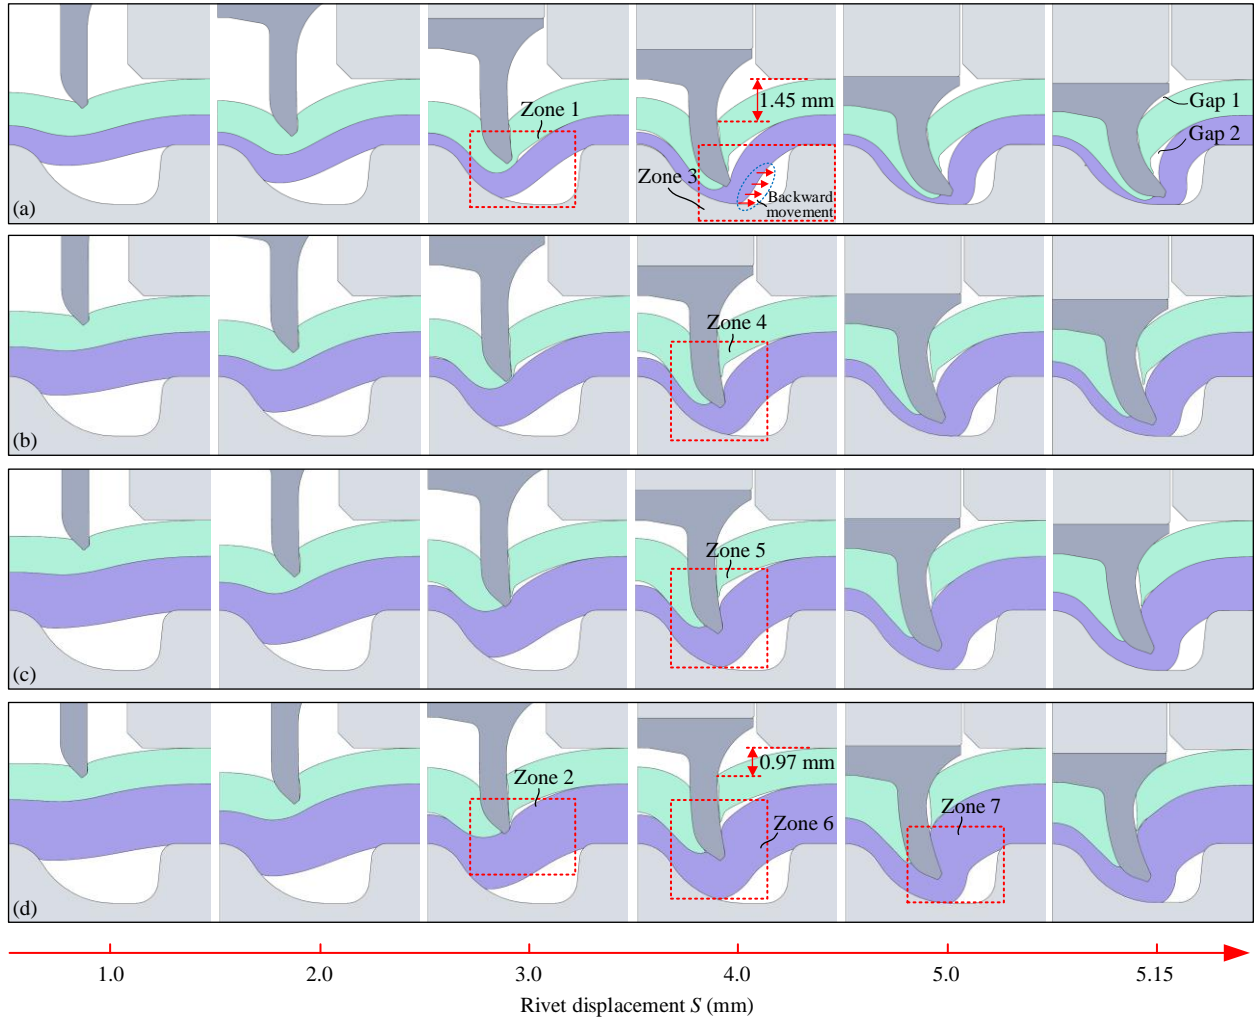 Zone 1
1.45 mm
Gap 1
Gap 2
Zone 3
Backward
movement
(a)
Zone 4
(b)
Zone 5
(c)
Zone 2
0.97 mm
Zone 6
Zone 7
(d)
1.0 2.0 3.0 4.0 5.0 5.15
Rivet displacement S (mm)